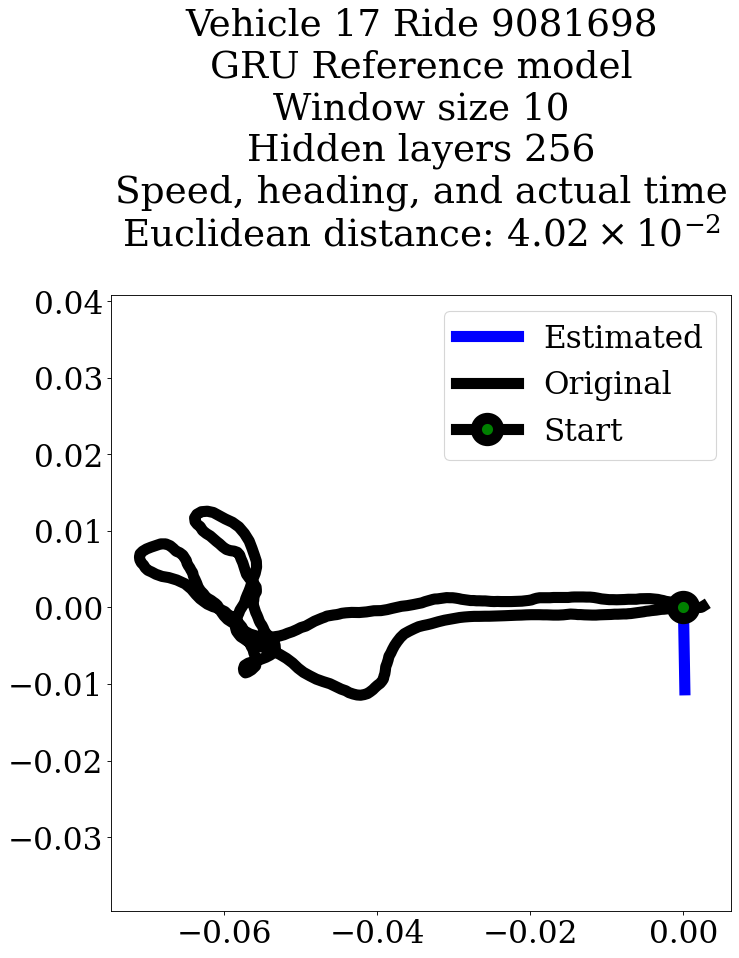 Vehicle 17 Ride 9081698
GRU Reference model
Window size 10
Hidden layers 256
Speed, heading, and actual time
Euclidean distance: 4.02 × 10⁻²
Estimated
Original
Start
0.04
0.03
0.02
0.01
0.00
−0.01
−0.02
−0.03
−0.06 −0.04 −0.02 0.00